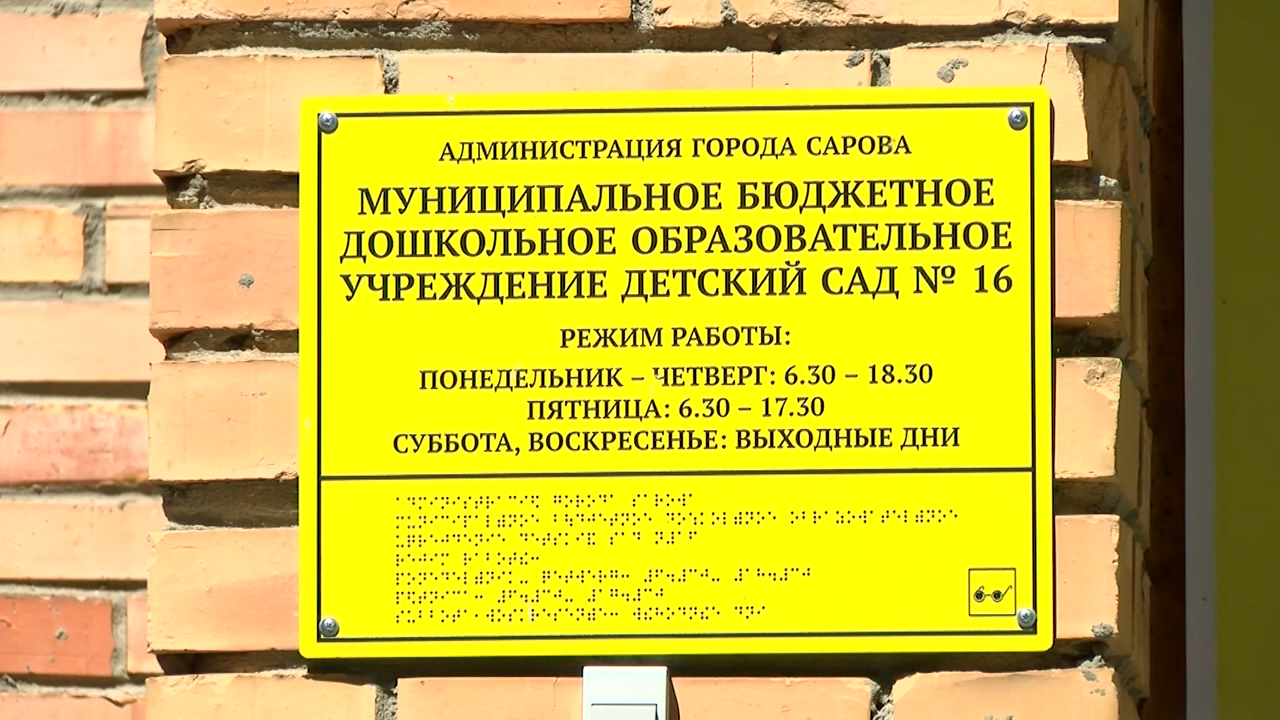 АДМИНИСТРАЦИЯ ГОРОДА САРОВА
МУНИЦИПАЛЬНОЕ БЮДЖЕТНОЕ
ДОШКОЛЬНОЕ ОБРАЗОВАТЕЛЬНОЕ
УЧРЕЖДЕНИЕ ДЕТСКИЙ САД № 16
РЕЖИМ РАБОТЫ:
ПОНЕДЕЛЬНИК – ЧЕТВЕРГ: 6.30 – 18.30
ПЯТНИЦА: 6.30 – 17.30
СУББОТА, ВОСКРЕСЕНЬЕ: ВЫХОДНЫЕ ДНИ